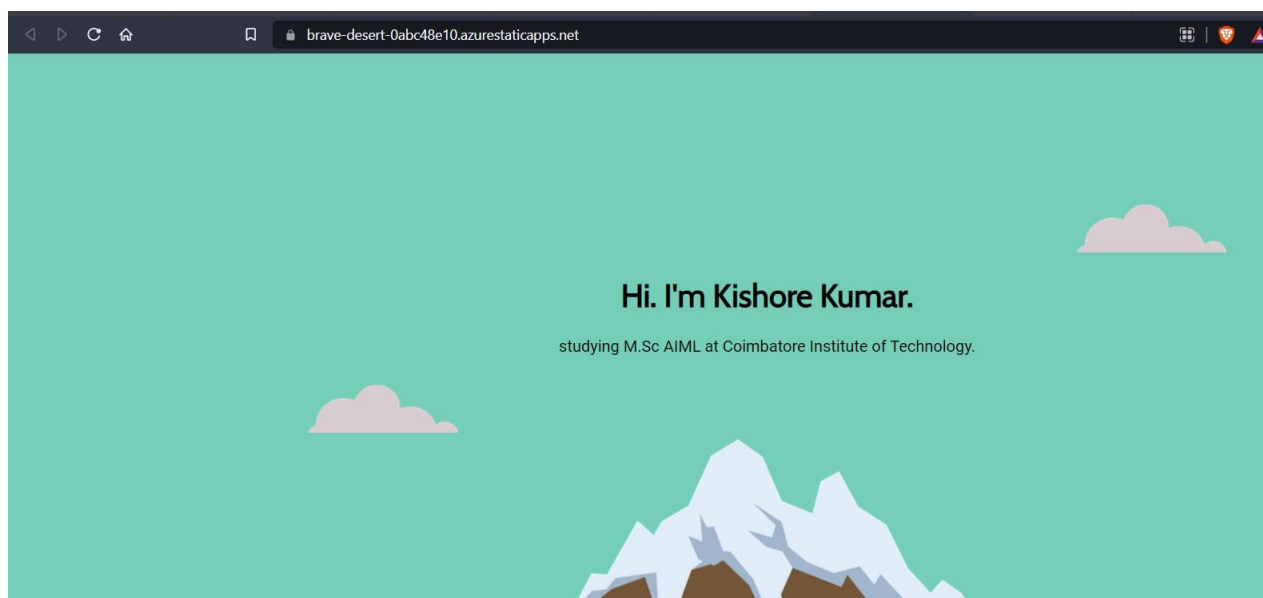 brave-desert-0abc48e10.azurestaticapps.net
Hi. I'm Kishore Kumar.
studying M.Sc AIML at Coimbatore Institute of Technology.